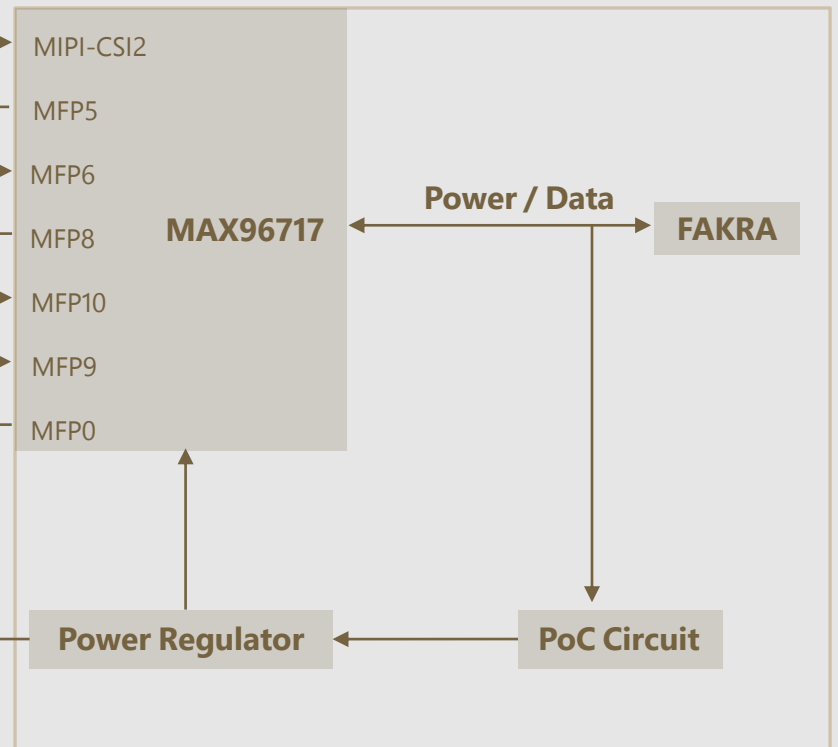 MIPI-CSI2
MFP5
MFP6
MFP8
MFP10
MFP9
MFP0
MAX96717
Power / Data
FAKRA
Power Regulator
PoC Circuit